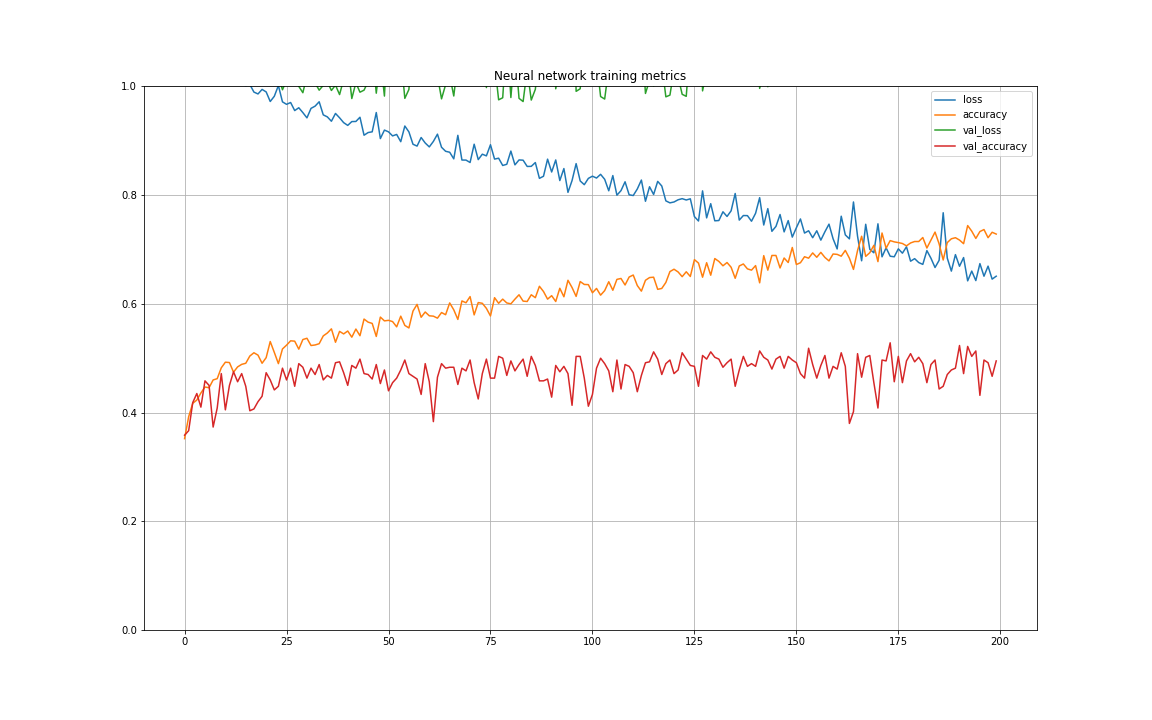 Neural network training metrics
1.0
0.8
0.6
0.4
0.2
0.0
0 25 50 75 100 125 150 175 200
loss
accuracy
val_loss
val_accuracy